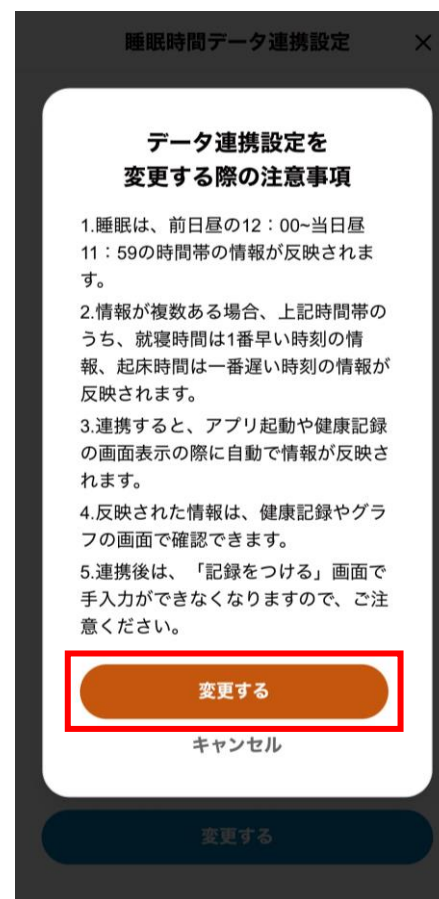 睡眠時間データ連携設定 ×
データ連携設定を
変更する際の注意事項
1.睡眠は、前日昼の12：00~当日昼
11：59の時間帯の情報が反映されま
す。
2.情報が複数ある場合、上記時間帯の
うち、就寝時間は1番早い時刻の情
報、起床時間は一番遅い時刻の情報が
反映されます。
3.連携すると、アプリ起動や健康記録
の画面表示の際に自動で情報が反映さ
れます。
4.反映された情報は、健康記録やグラ
フの画面で確認できます。
5.連携後は、「記録をつける」画面で
手入力ができなくなりますので、ご注
意ください。
変更する
キャンセル
変更する